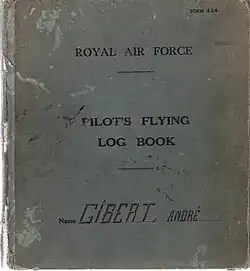 FORM 414
ROYAL AIR FORCE
PILOT'S FLYING
LOG BOOK
Name GIBERT ANDRÉ